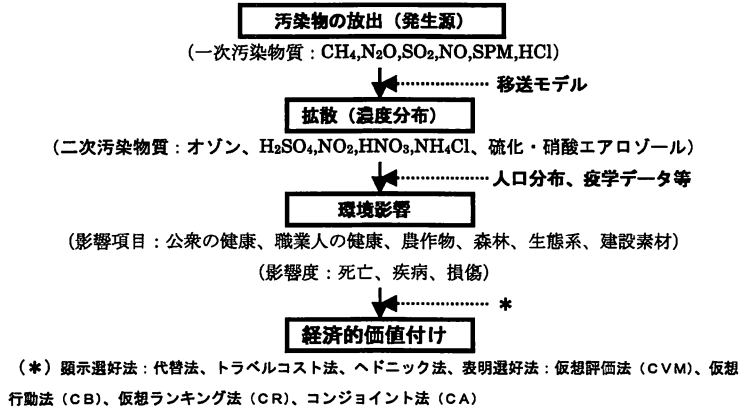 汚染物の放出（発生源）
（一次汚染物質：CH4,N2O,SO2,NO,SPM,HCl）
移送モデル
拡散（濃度分布）
（二次汚染物質：オゾン、H2SO4,NO2,HNO3,NH4Cl、硫化・硝酸エアロゾール）
人口分布、疫学データ等
環境影響
（影響項目：公衆の健康、職業人の健康、農作物、森林、生態系、建設素材）
（影響度：死亡、疾病、損傷）
＊
経済的価値付け
（＊）顕示選好法：代替法、トラベルコスト法、ヘドニック法、表明選好法：仮想評価法（CVM）、仮想
行動法（CB）、仮想ランキング法（CR）、コンジョイント法（CA）